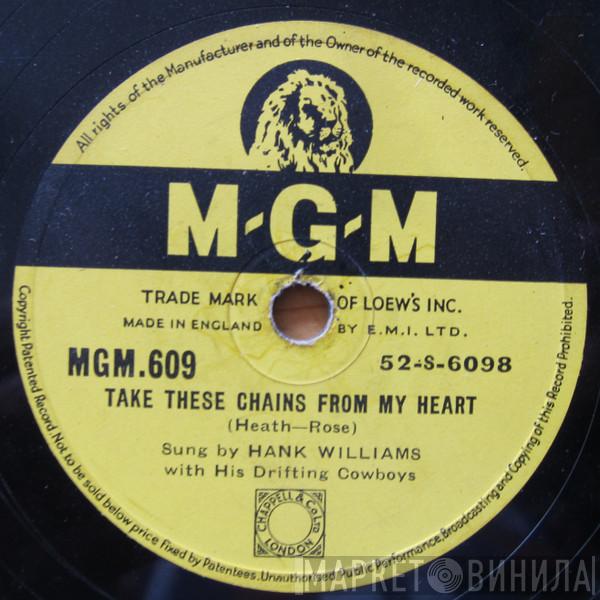 All rights of the Manufacturer and of the Owner of the recorded work reserved.
M-G-M
TRADE MARK OF LOEW'S INC.
MADE IN ENGLAND BY E.M.I. LTD.
MGM.609 52-S-6098
TAKE THESE CHAINS FROM MY HEART
(Heath—Rose)
Sung by HANK WILLIAMS
with His Drifting Cowboys
CHAPPELL & Co. Ltd
LONDON
Copyright Patented Record. Not to be sold below price fixed by Patentees. Unauthorised Public Performance, Broadcasting and Copying of this Record Prohibited.
МАРКЕТ ВИНИЛА